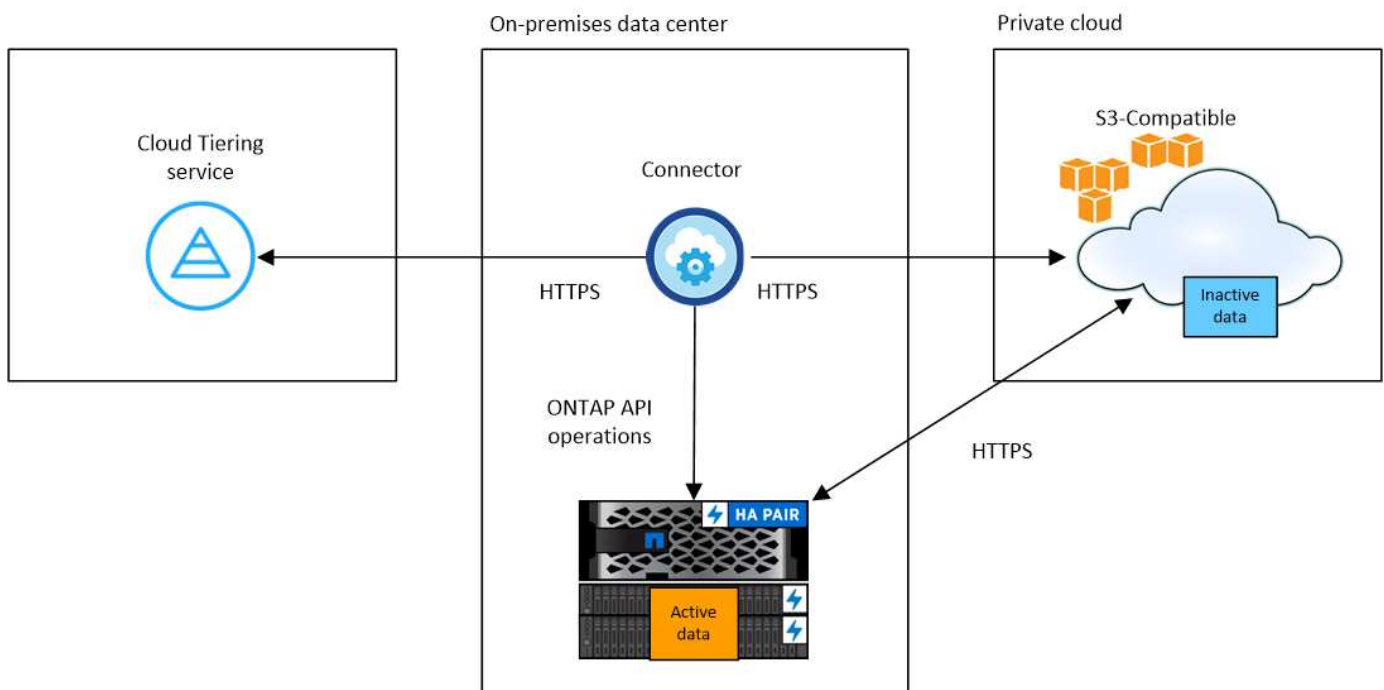 On-premises data center
Private cloud
Cloud Tiering
service
Connector
S3-Compatible
HTTPS
HTTPS
Inactive
data
ONTAP API
operations
HTTPS
HA PAIR
Active
data